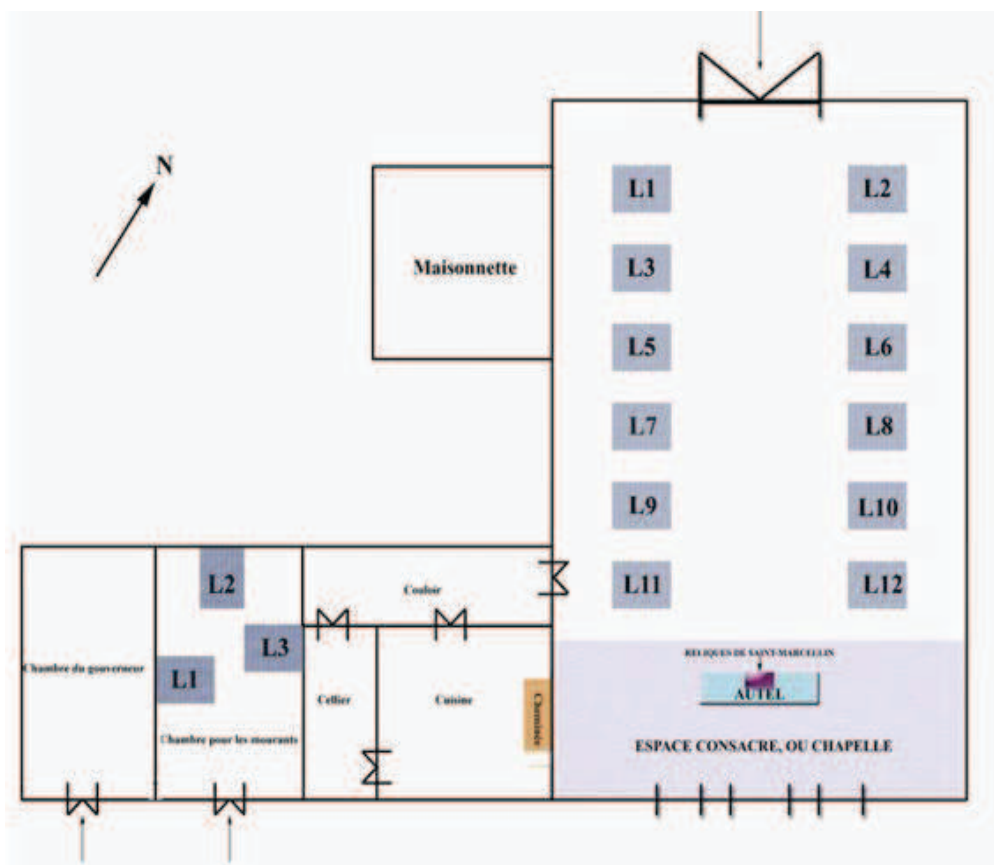 N
L1
L2
L3
L4
Maisonnette
L5
L6
L7
L8
L9
L10
L11
L12
L2
Couloir
L3
L1
Chambre du gouverneur
Chambre pour les mourants
Cellier
Cuisine
Cheminée
RELIQUES DE SAINT-MARCELLIN
AUTEL
ESPACE CONSACRE, OU CHAPELLE